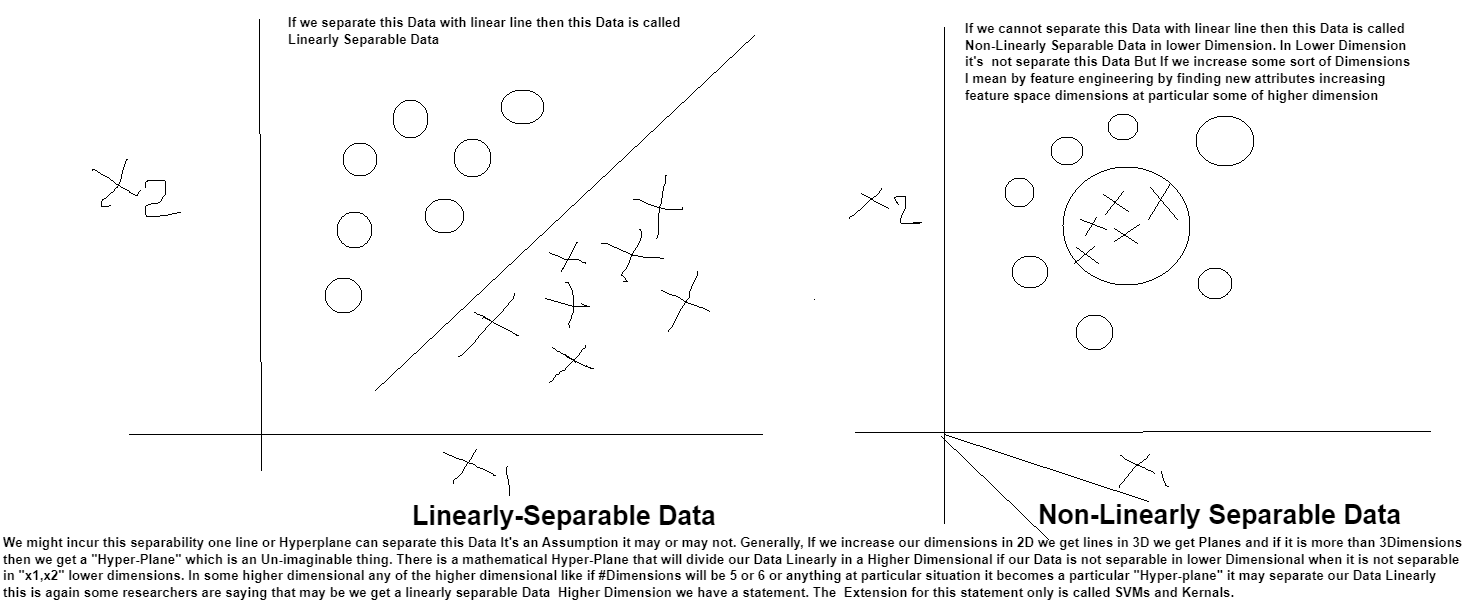 If we separate this Data with linear line then this Data is called
Linearly Separable Data
X2
X1
Linearly-Separable Data
If we cannot separate this Data with linear line then this Data is called
Non-Linearly Separable Data in lower Dimension. In Lower Dimension
it's not separate this Data But If we increase some sort of Dimensions
I mean by feature engineering by finding new attributes increasing
feature space dimensions at particular some of higher dimension
X2
X1
Non-Linearly Separable Data
We might incur this separability one line or Hyperplane can separate this Data It's an Assumption it may or may not. Generally, If we increase our dimensions in 2D we get lines in 3D we get Planes and if it is more than 3Dimensions
then we get a "Hyper-Plane" which is an Un-imaginable thing. There is a mathematical Hyper-Plane that will divide our Data Linearly in a Higher Dimensional if our Data is not separable in lower Dimensional when it is not separable
in "x1,x2" lower dimensions. In some higher dimensional any of the higher dimensional like if #Dimensions will be 5 or 6 or anything at particular situation it becomes a particular "Hyper-plane" it may separate our Data Linearly
this is again some researchers are saying that may be we get a linearly separable Data Higher Dimension we have a statement. The Extension for this statement only is called SVMs and Kernals.